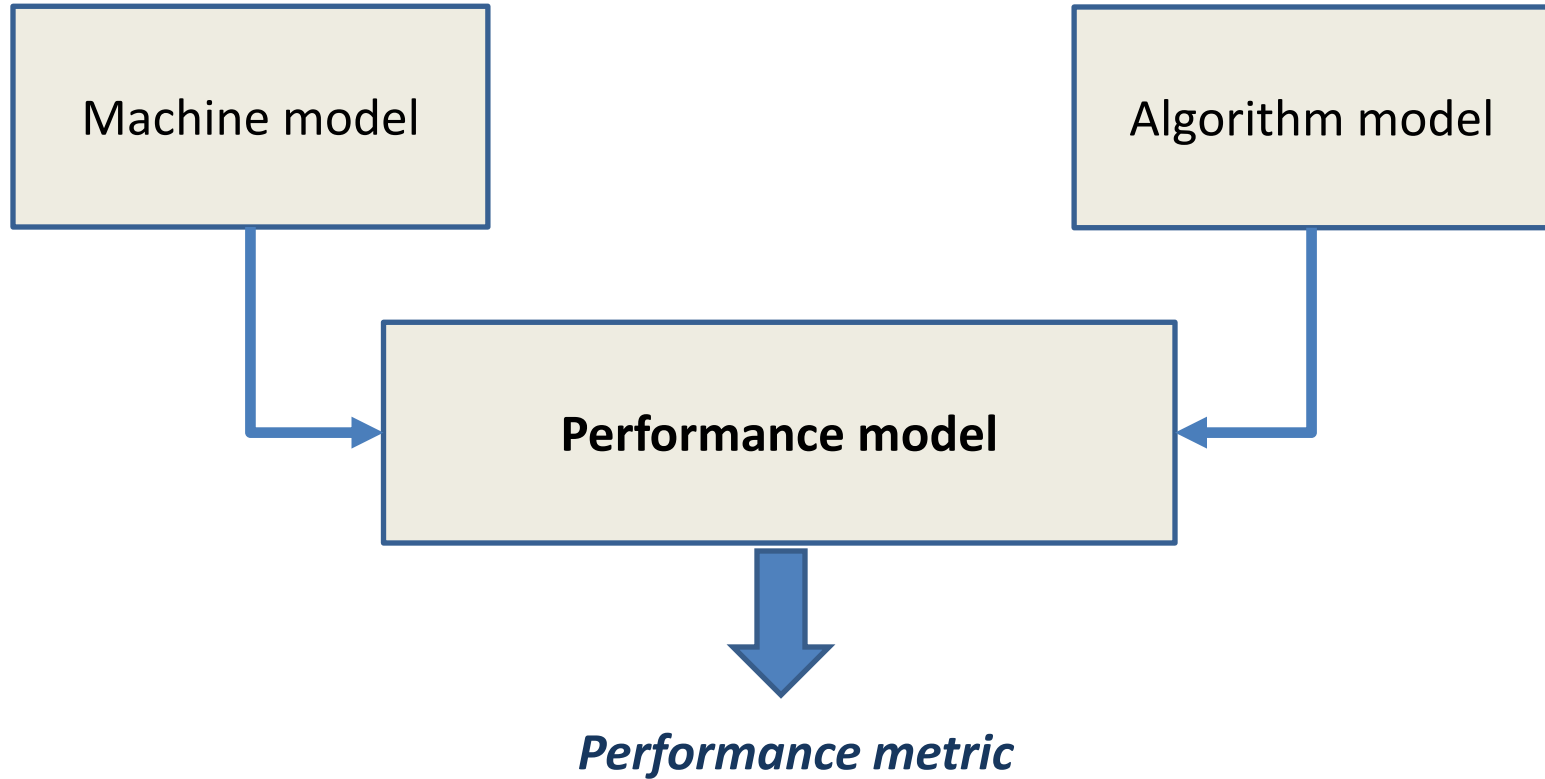 Machine model
Algorithm model
Performance model
Performance metric